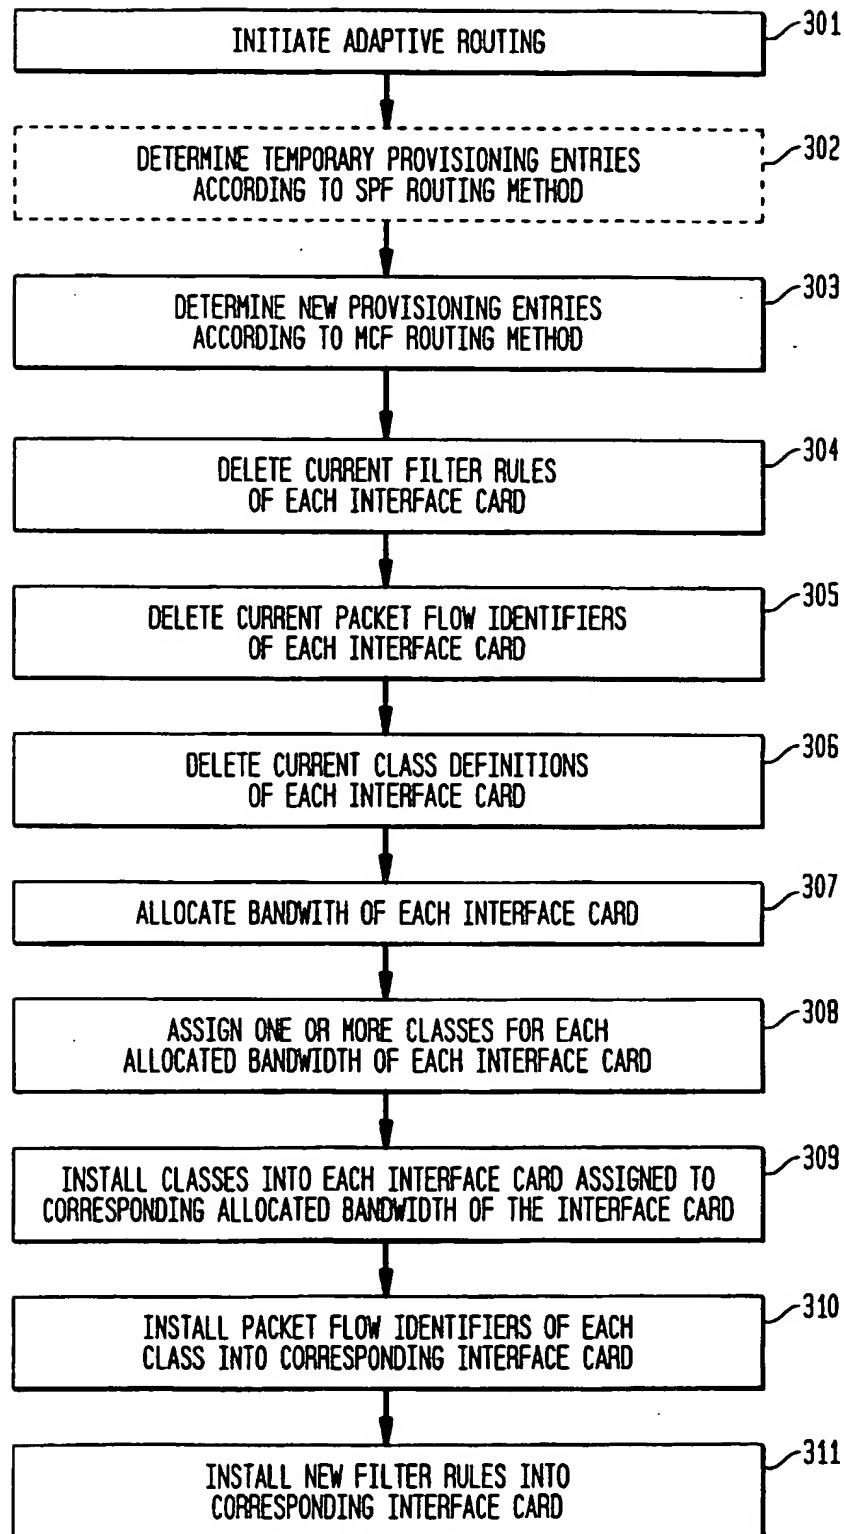 INITIATE ADAPTIVE ROUTING
301
DETERMINE TEMPORARY PROVISIONING ENTRIES
ACCORDING TO SPF ROUTING METHOD
302
DETERMINE NEW PROVISIONING ENTRIES
ACCORDING TO MCF ROUTING METHOD
303
DELETE CURRENT FILTER RULES
OF EACH INTERFACE CARD
304
DELETE CURRENT PACKET FLOW IDENTIFIERS
OF EACH INTERFACE CARD
305
DELETE CURRENT CLASS DEFINITIONS
OF EACH INTERFACE CARD
306
ALLOCATE BANDWITH OF EACH INTERFACE CARD
307
ASSIGN ONE OR MORE CLASSES FOR EACH
ALLOCATED BANDWIDTH OF EACH INTERFACE CARD
308
INSTALL CLASSES INTO EACH INTERFACE CARD ASSIGNED TO
CORRESPONDING ALLOCATED BANDWIDTH OF THE INTERFACE CARD
309
INSTALL PACKET FLOW IDENTIFIERS OF EACH
CLASS INTO CORRESPONDING INTERFACE CARD
310
INSTALL NEW FILTER RULES INTO
CORRESPONDING INTERFACE CARD
311